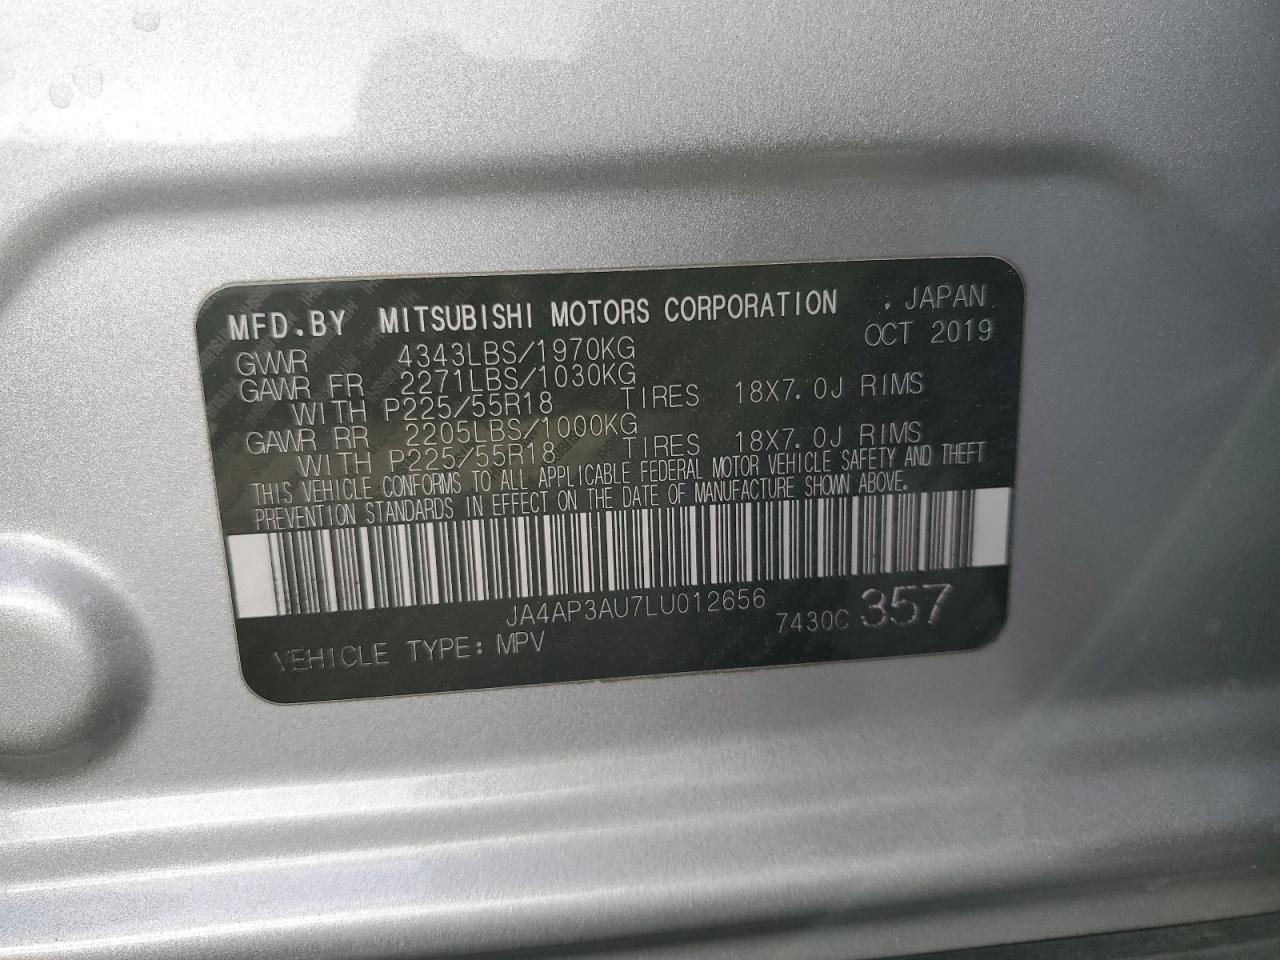 MFD.BY MITSUBISHI MOTORS CORPORATION , JAPAN
OCT 2019
GVWR 4343LBS/1970KG
GAWR FR 2271LBS/1030KG
WITH P225/55R18 TIRES 18X7.0J RIMS
GAWR RR 2205LBS/1000KG
WITH P225/55R18 TIRES 18X7.0J RIMS
THIS VEHICLE CONFORMS TO ALL APPLICABLE FEDERAL MOTOR VEHICLE SAFETY AND THEFT
PREVENTION STANDARDS IN EFFECT ON THE DATE OF MANUFACTURE SHOWN ABOVE.
JA4AP3AU7LU012656
7430C 357
VEHICLE TYPE: MPV